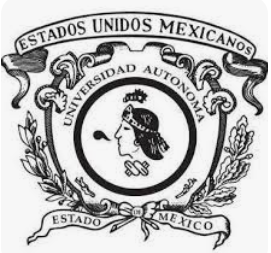 ESTADOS UNIDOS MEXICANOS
UNIVERSIDAD AUTONOMA
ESTADO DE MEXICO